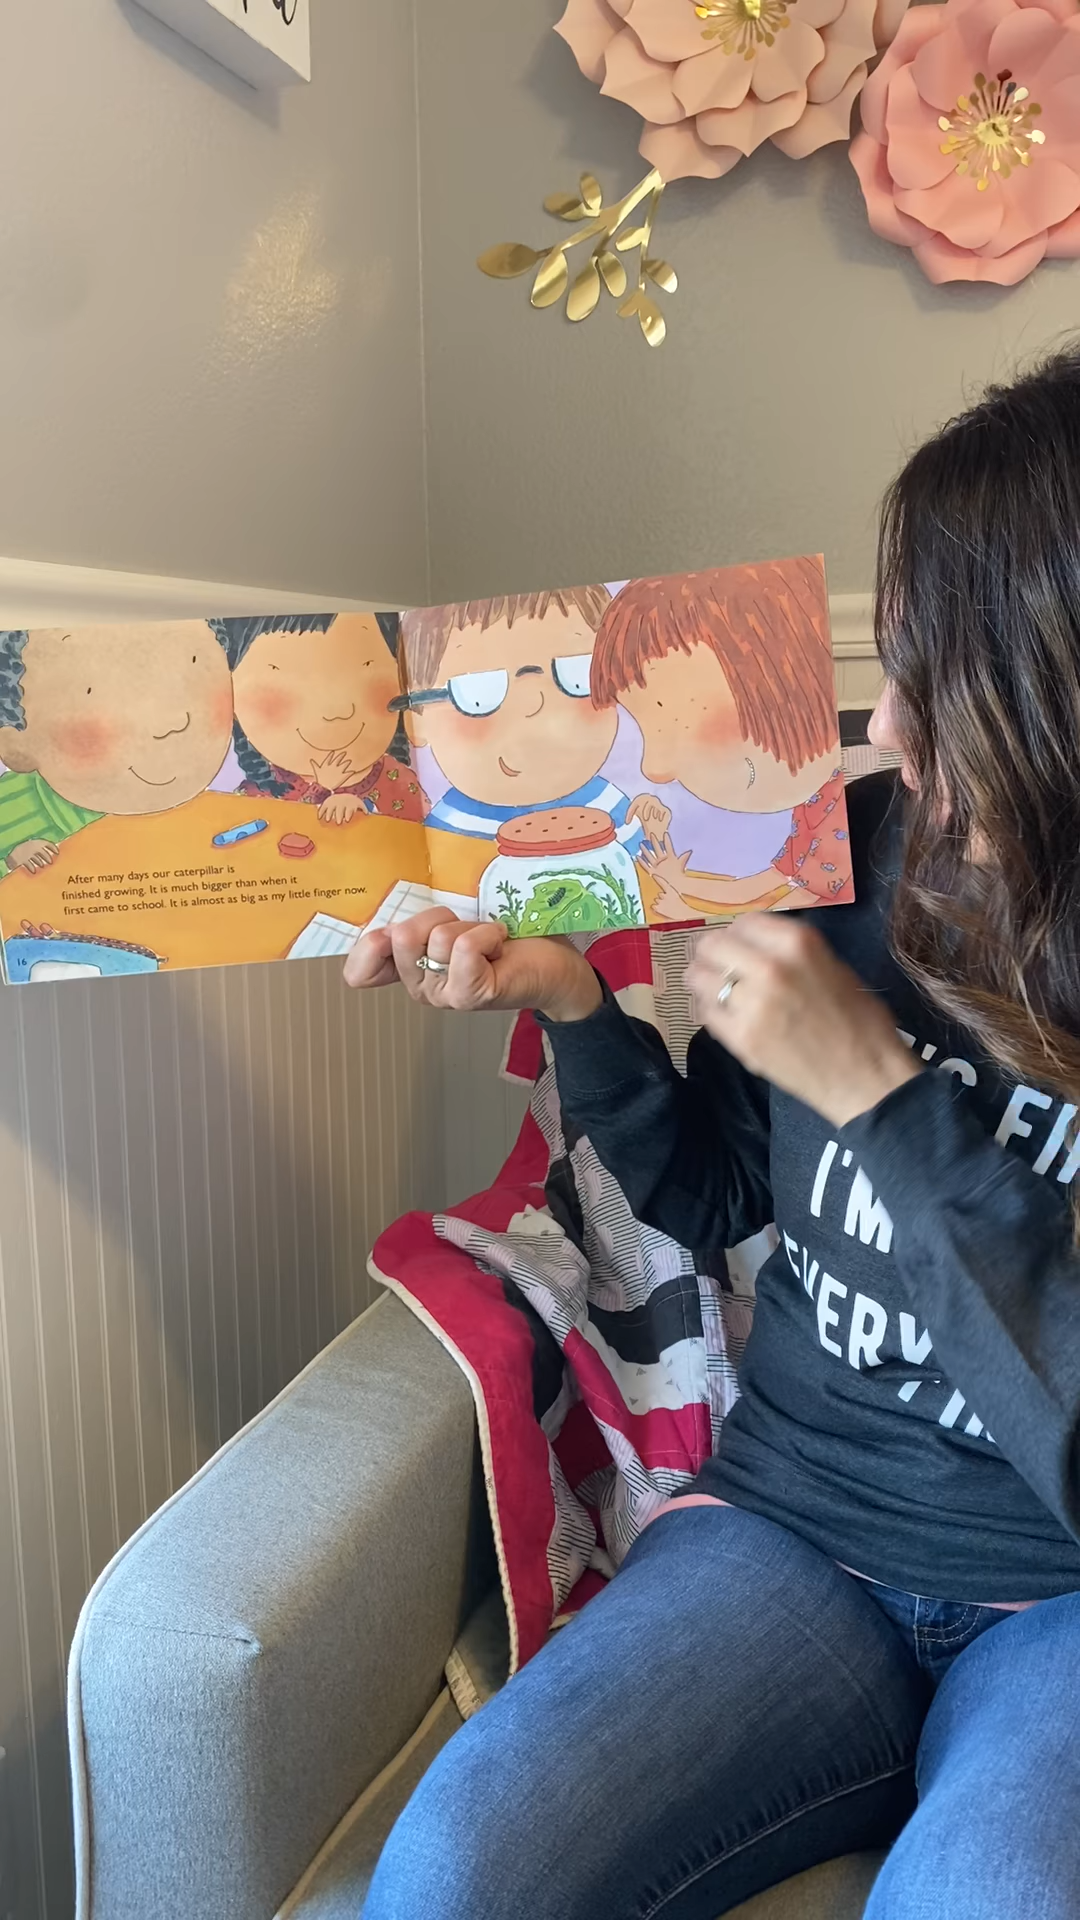 After many days our caterpillar is
finished growing. It is much bigger than when it
first came to school. It is almost as big as my little finger now.
16
I'M